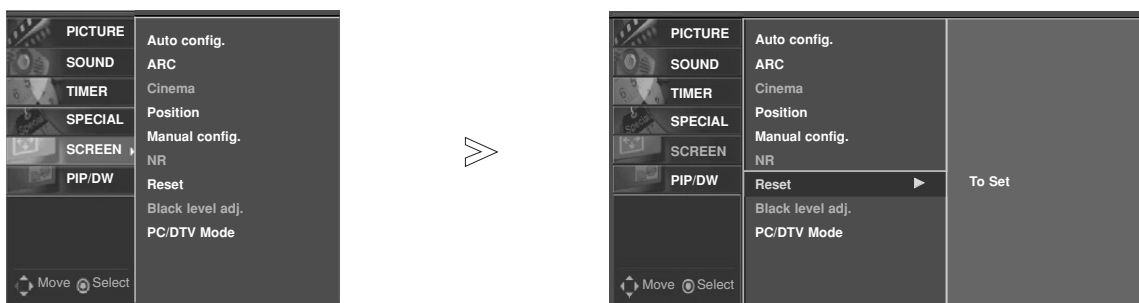 PICTURE
SOUND
TIMER
SPECIAL
SCREEN
PIP/DW
Move Select
Auto config.
ARC
Cinema
Position
Manual config.
NR
Reset
Black level adj.
PC/DTV Mode
PICTURE
SOUND
TIMER
SPECIAL
SCREEN
PIP/DW
Move Select
Auto config.
ARC
Cinema
Position
Manual config.
NR
Reset
Black level adj.
PC/DTV Mode
To Set